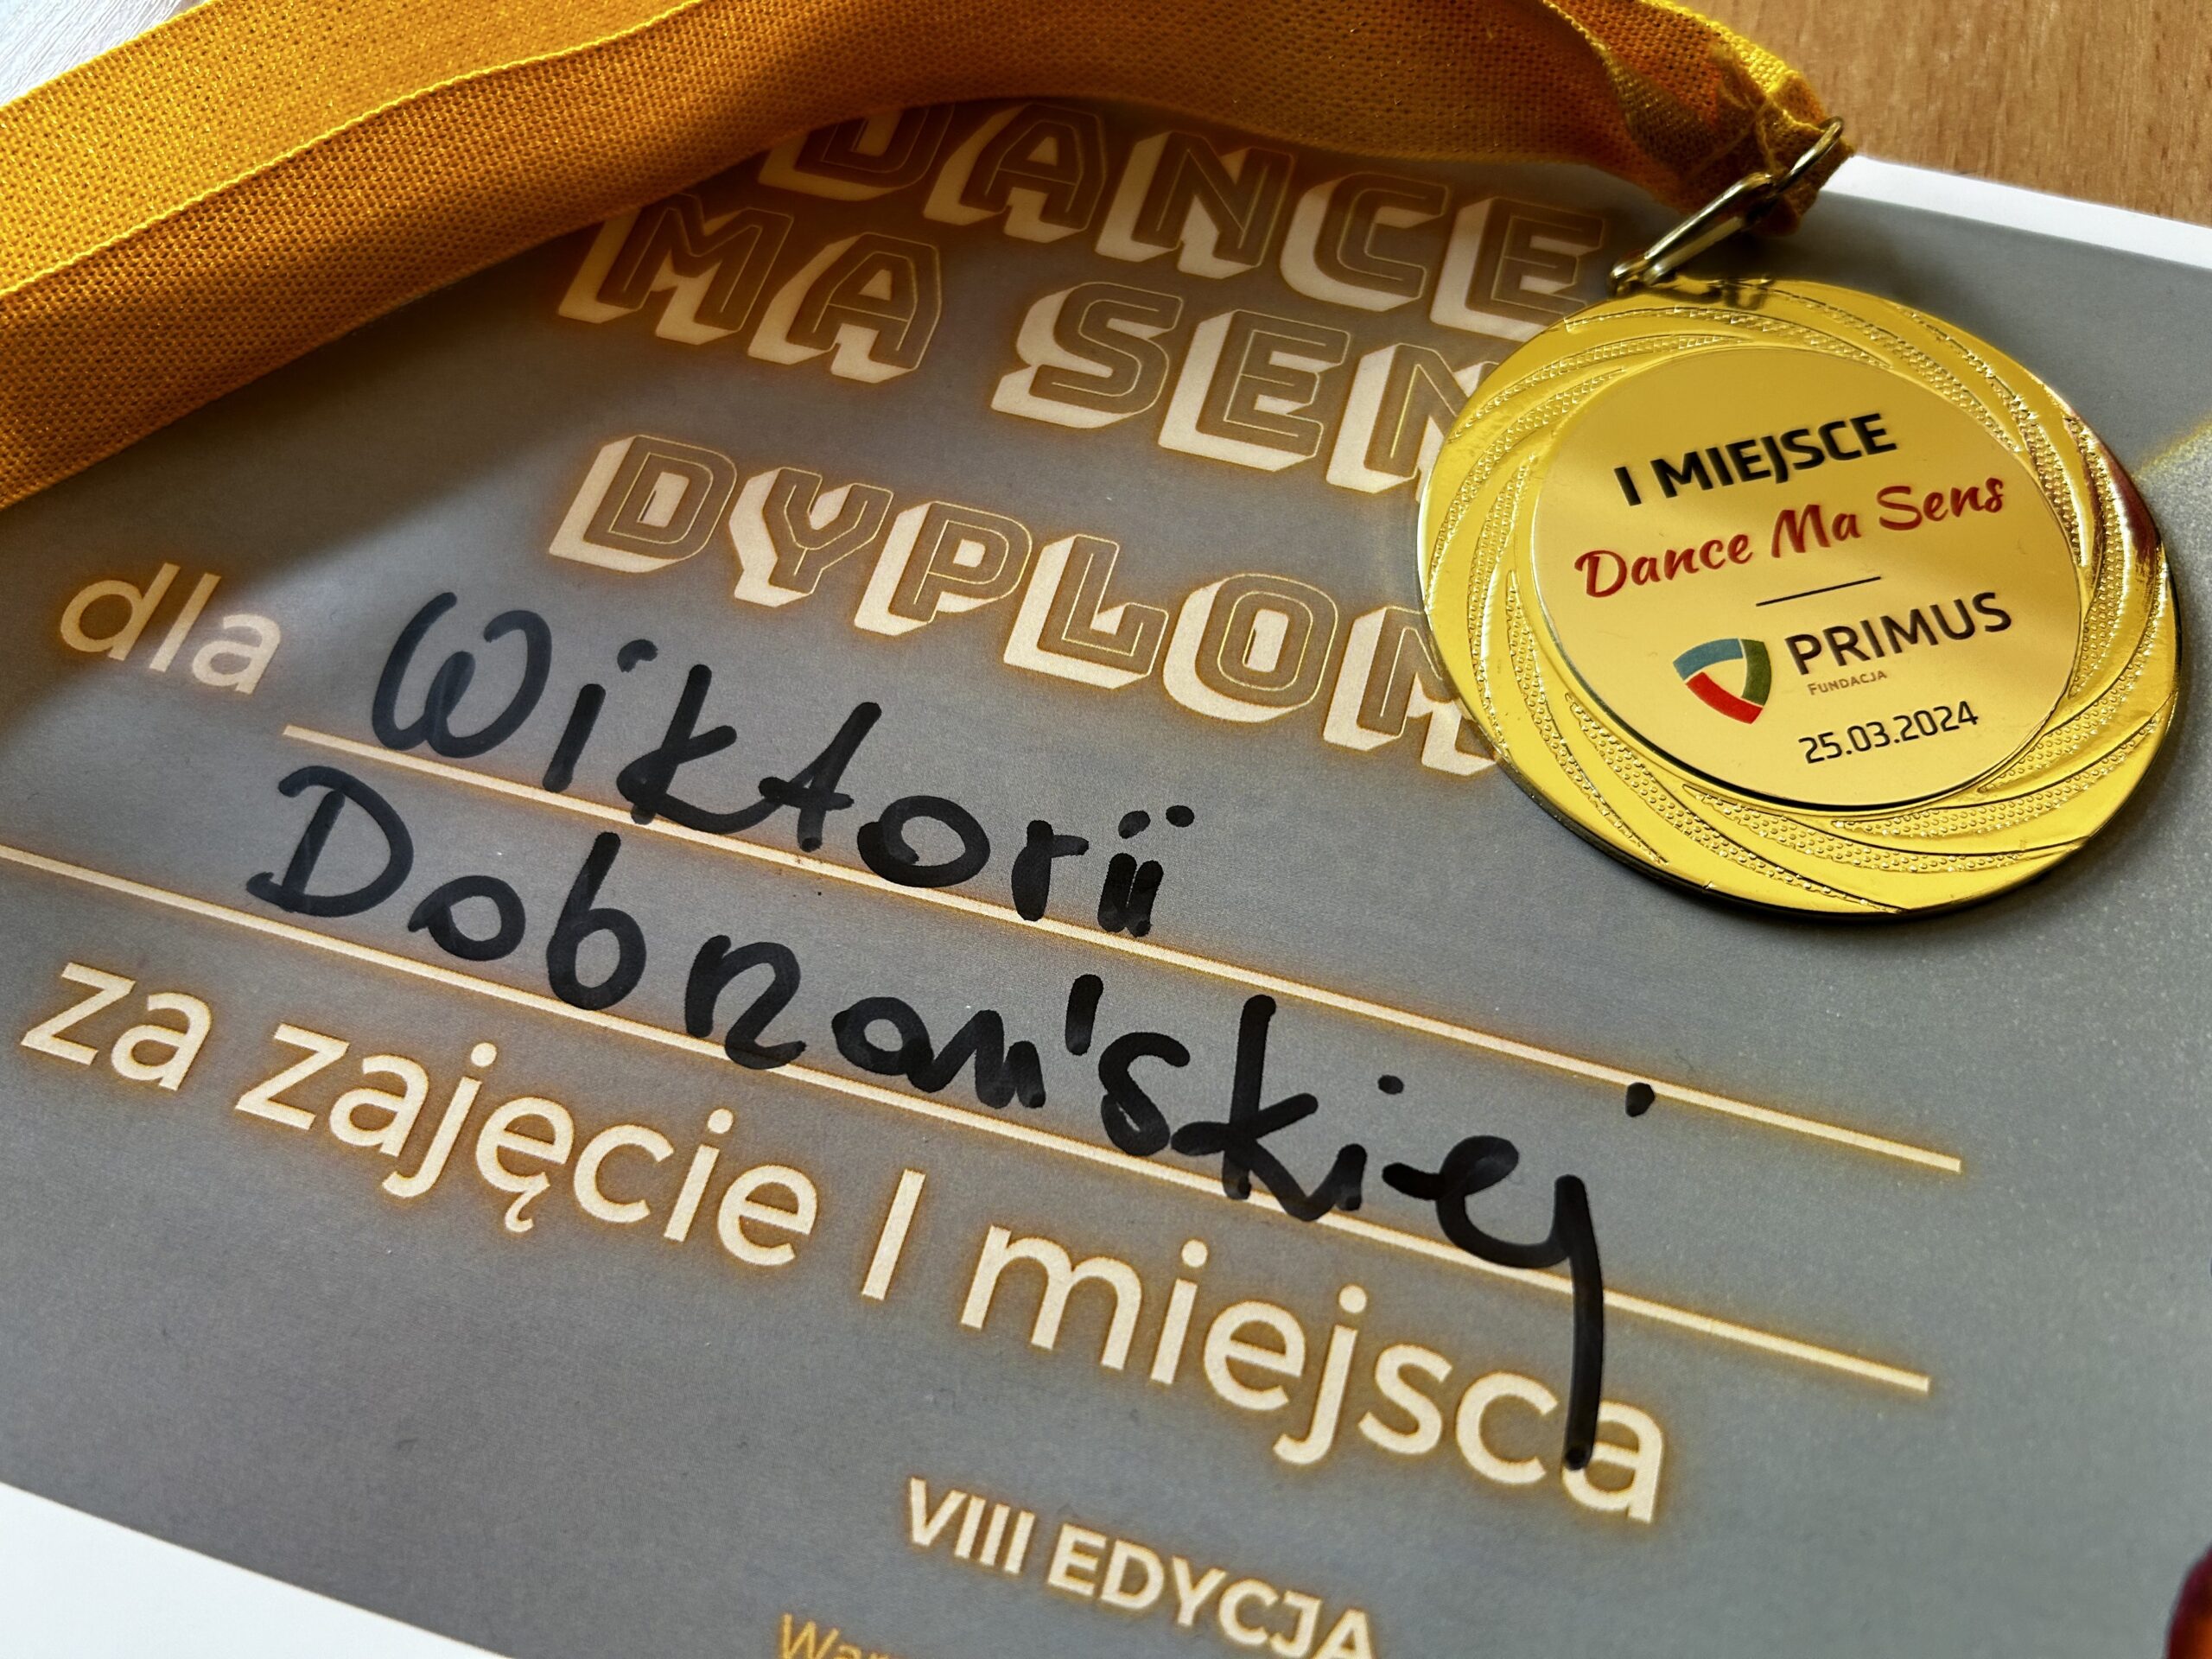 DANCE
MA SENS
DYPLOM
dla Wiktorii
Dobrzańskiej
za zajęcie I miejsca
VIII EDYCJA
I MIEJSCE
Dance Ma Sens
PRIMUS
FUNDACJA
25.03.2024